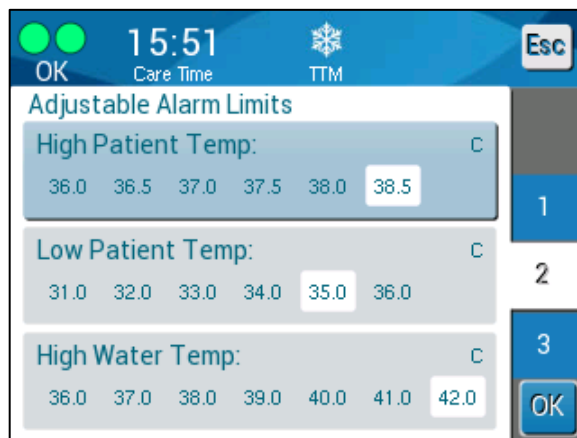 15:51
Esc
OK
Care Time
TTM
Adjustable Alarm Limits
High Patient Temp:
C
36.0 36.5 37.0 37.5 38.0 38.5
1
Low Patient Temp:
C
2
31.0 32.0 33.0 34.0 35.0 36.0
High Water Temp:
C
3
36.0 37.0 38.0 39.0 40.0 41.0 42.0
OK